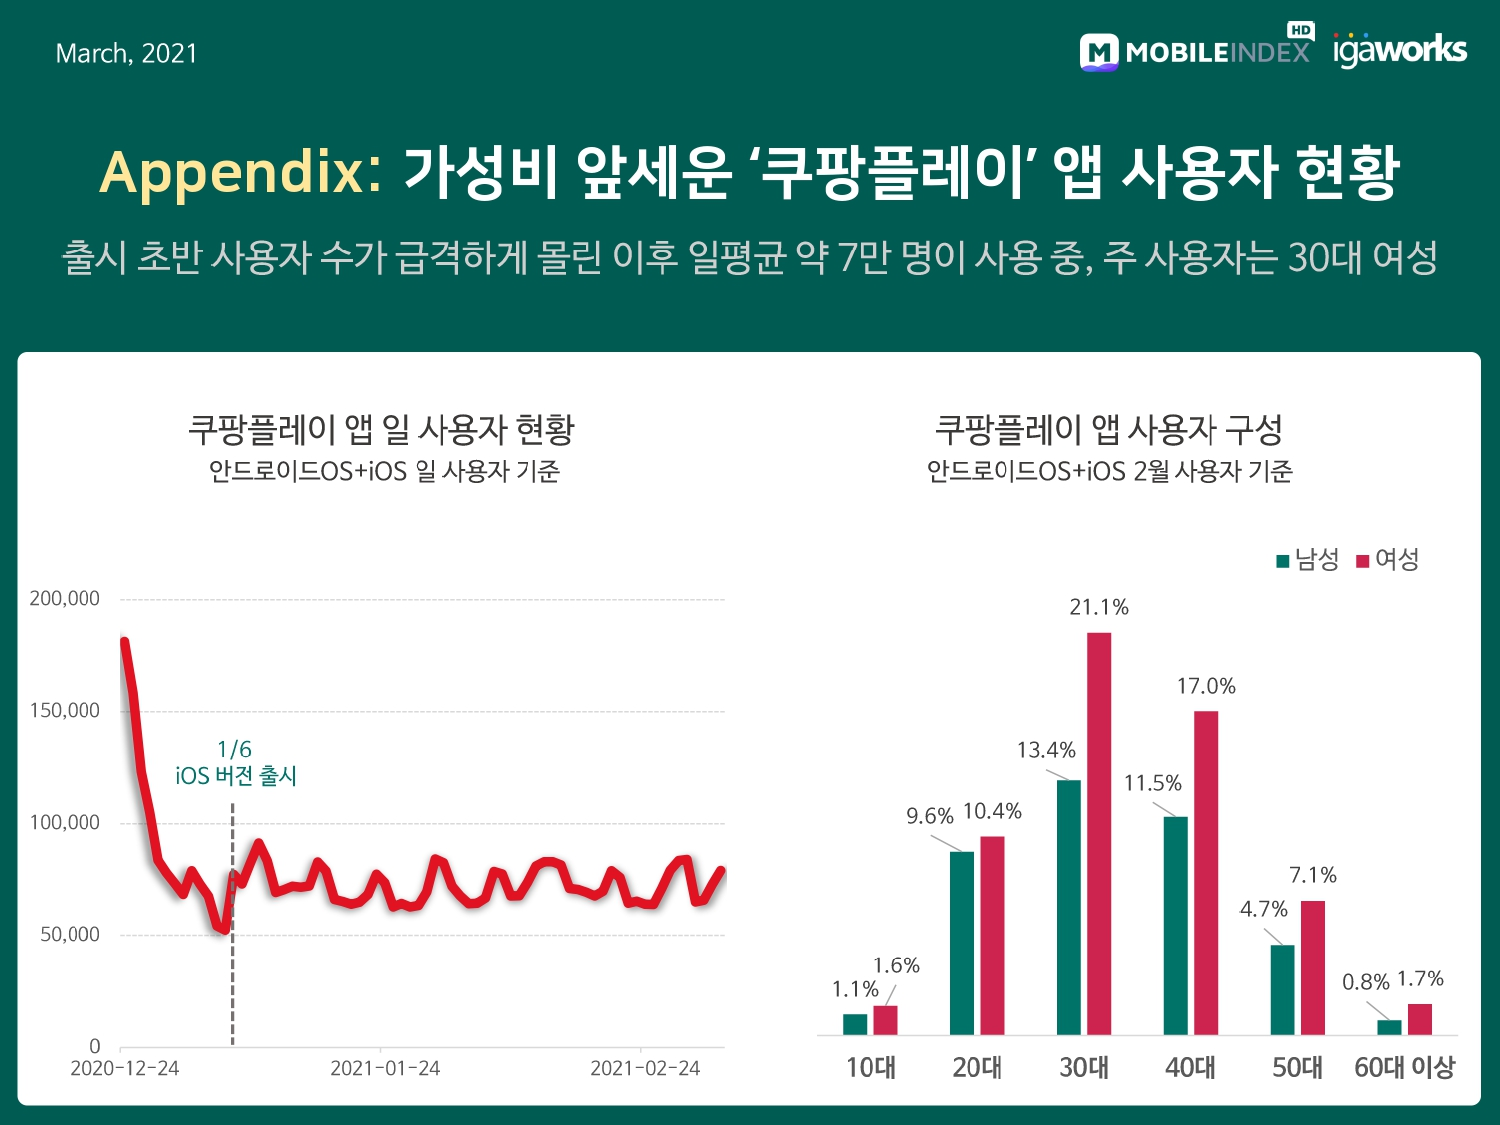 March, 2021
M MOBILEINDEX HD igaworks
Appendix: 가성비 앞세운 ‘쿠팡플레이’ 앱 사용자 현황
출시 초반 사용자 수가 급격하게 몰린 이후 일평균 약 7만 명이 사용 중, 주 사용자는 30대 여성
쿠팡플레이 앱 일 사용자 현황
안드로이드OS+iOS 일 사용자 기준
200,000
150,000
100,000
50,000
0
1/6
iOS 버전 출시
2020-12-24 2021-01-24 2021-02-24
쿠팡플레이 앱 사용자 구성
안드로이드OS+iOS 2월 사용자 기준
남성 여성
1.1% 1.6%
9.6% 10.4%
13.4% 21.1%
11.5% 17.0%
4.7% 7.1%
0.8% 1.7%
10대 20대 30대 40대 50대 60대 이상